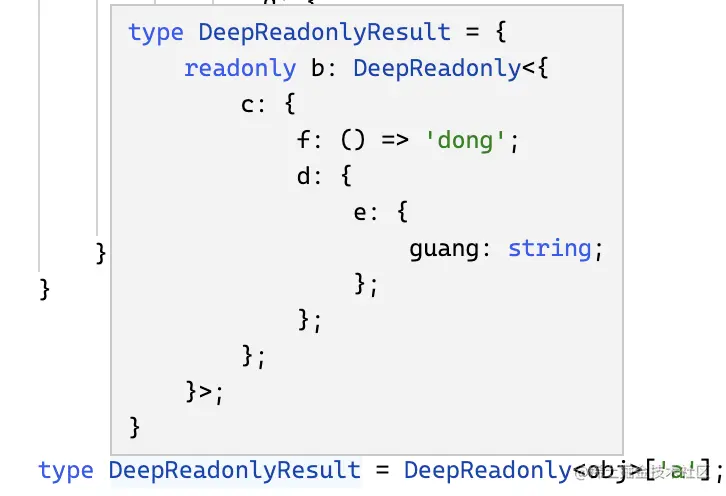 type DeepReadonlyResult = {
    readonly b: DeepReadonly<{
        c: {
            f: () => 'dong';
            d: {
                e: {
                    guang: string;
                };
            };
        };
    }>;
}
    }
}
type DeepReadonlyResult = DeepReadonly<obj>['a'];
@稀土掘金技术社区